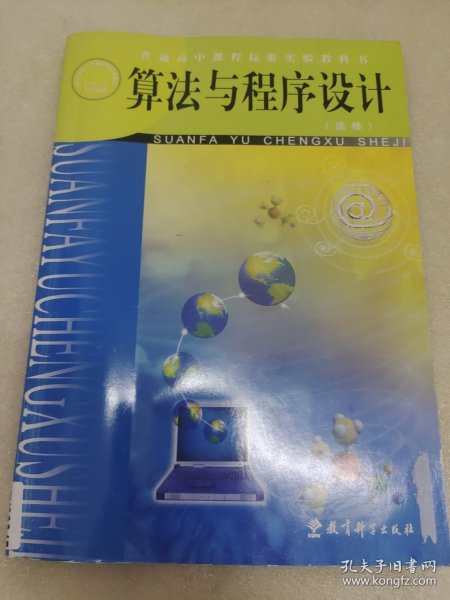 普通高中课程标准实验教科书
算法与程序设计
（选修）
SUANFA YU CHENGXU SHEJI
SUANFAYUCHENGXUSHEJI
@
教育科学出版社
孔夫子旧书网
www.kongfz.com